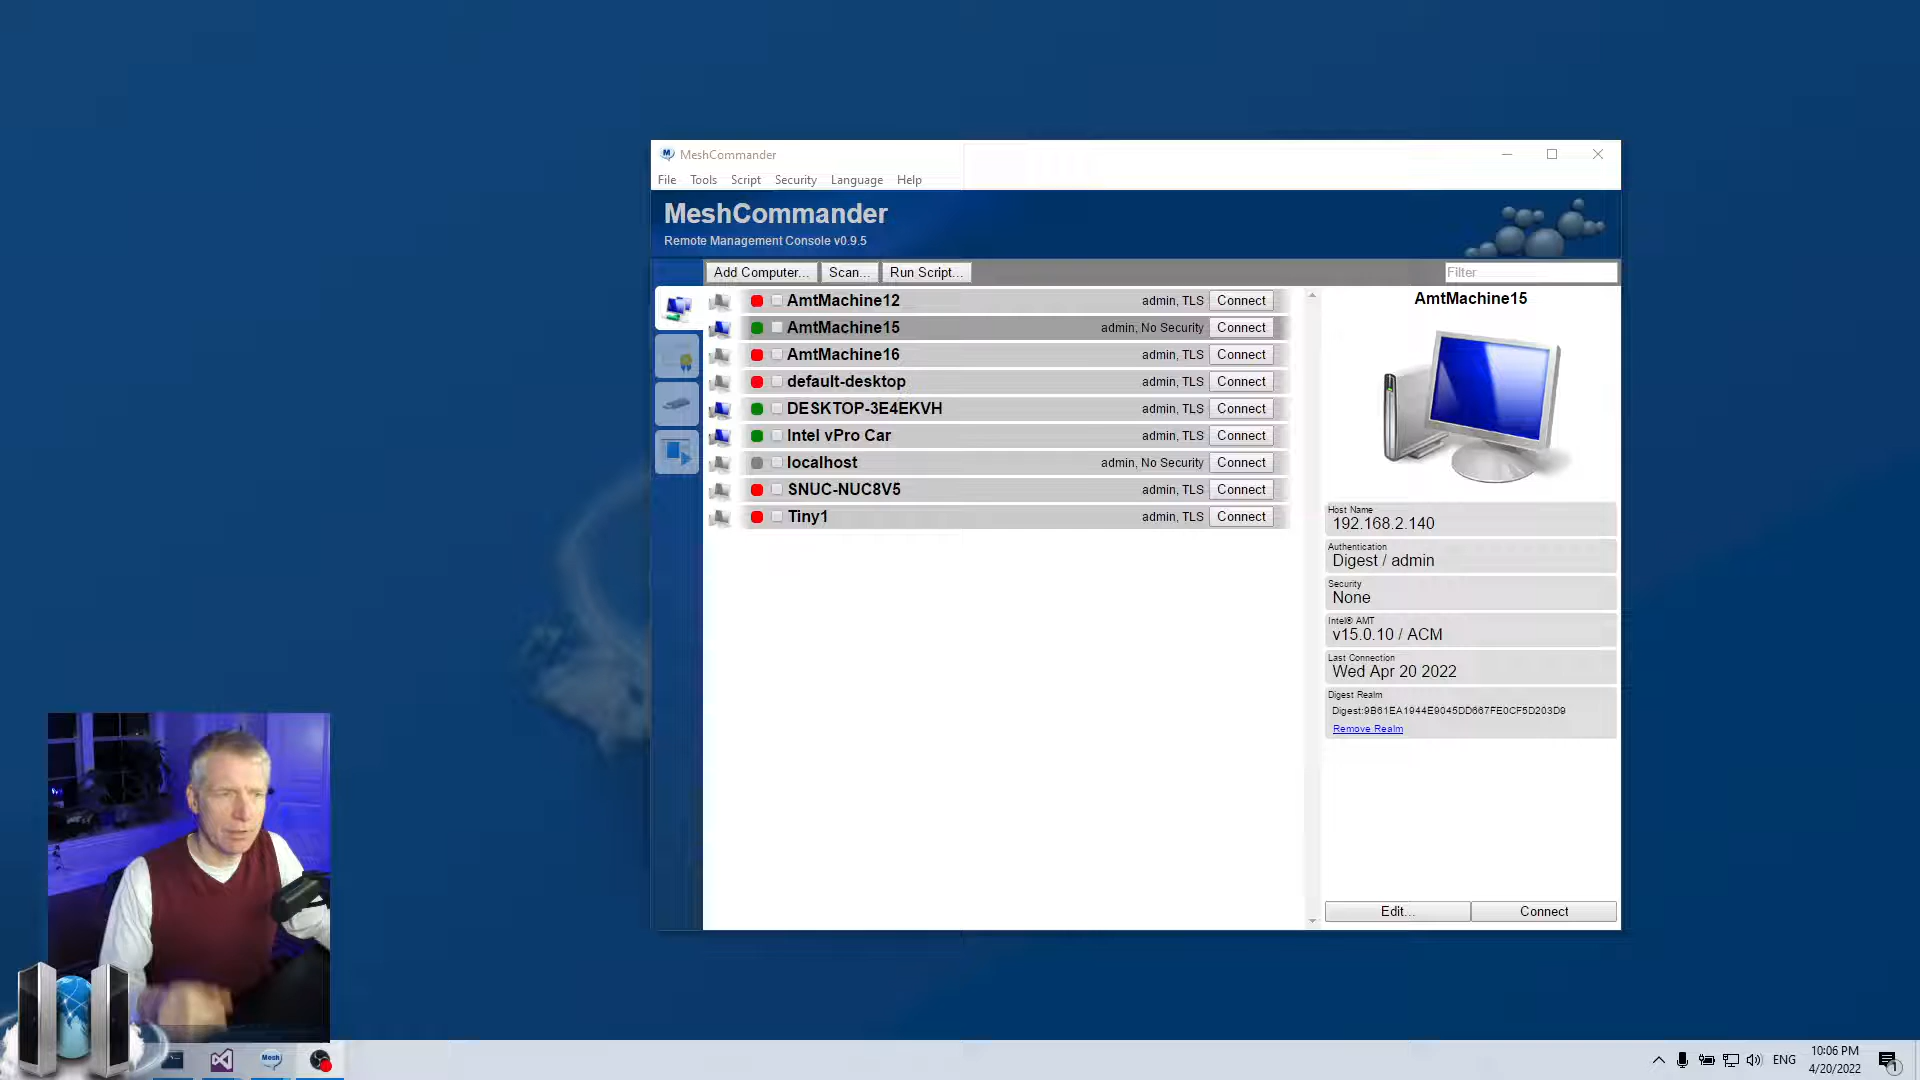 MeshCommander
File Tools Script Security Language Help
MeshCommander
Remote Management Console v0.9.5
Add Computer... Scan... Run Script... Filter
AmtMachine12 admin, TLS Connect
AmtMachine15 admin, No Security Connect
AmtMachine16 admin, TLS Connect
default-desktop admin, TLS Connect
DESKTOP-3E4EKVH admin, TLS Connect
Intel vPro Car admin, TLS Connect
localhost admin, No Security Connect
SNUC-NUC8V5 admin, TLS Connect
Tiny1 admin, TLS Connect
AmtMachine15
Host Name
192.168.2.140
Authentication
Digest / admin
Security
None
Intel® AMT
v15.0.10 / ACM
Last Connection
Wed Apr 20 2022
Digest Realm
Digest:9B61EA1944E9045DD667FE0CF5D203D9
Remove Realm
Edit... Connect
Mesh
ENG
10:06 PM
4/20/2022
1